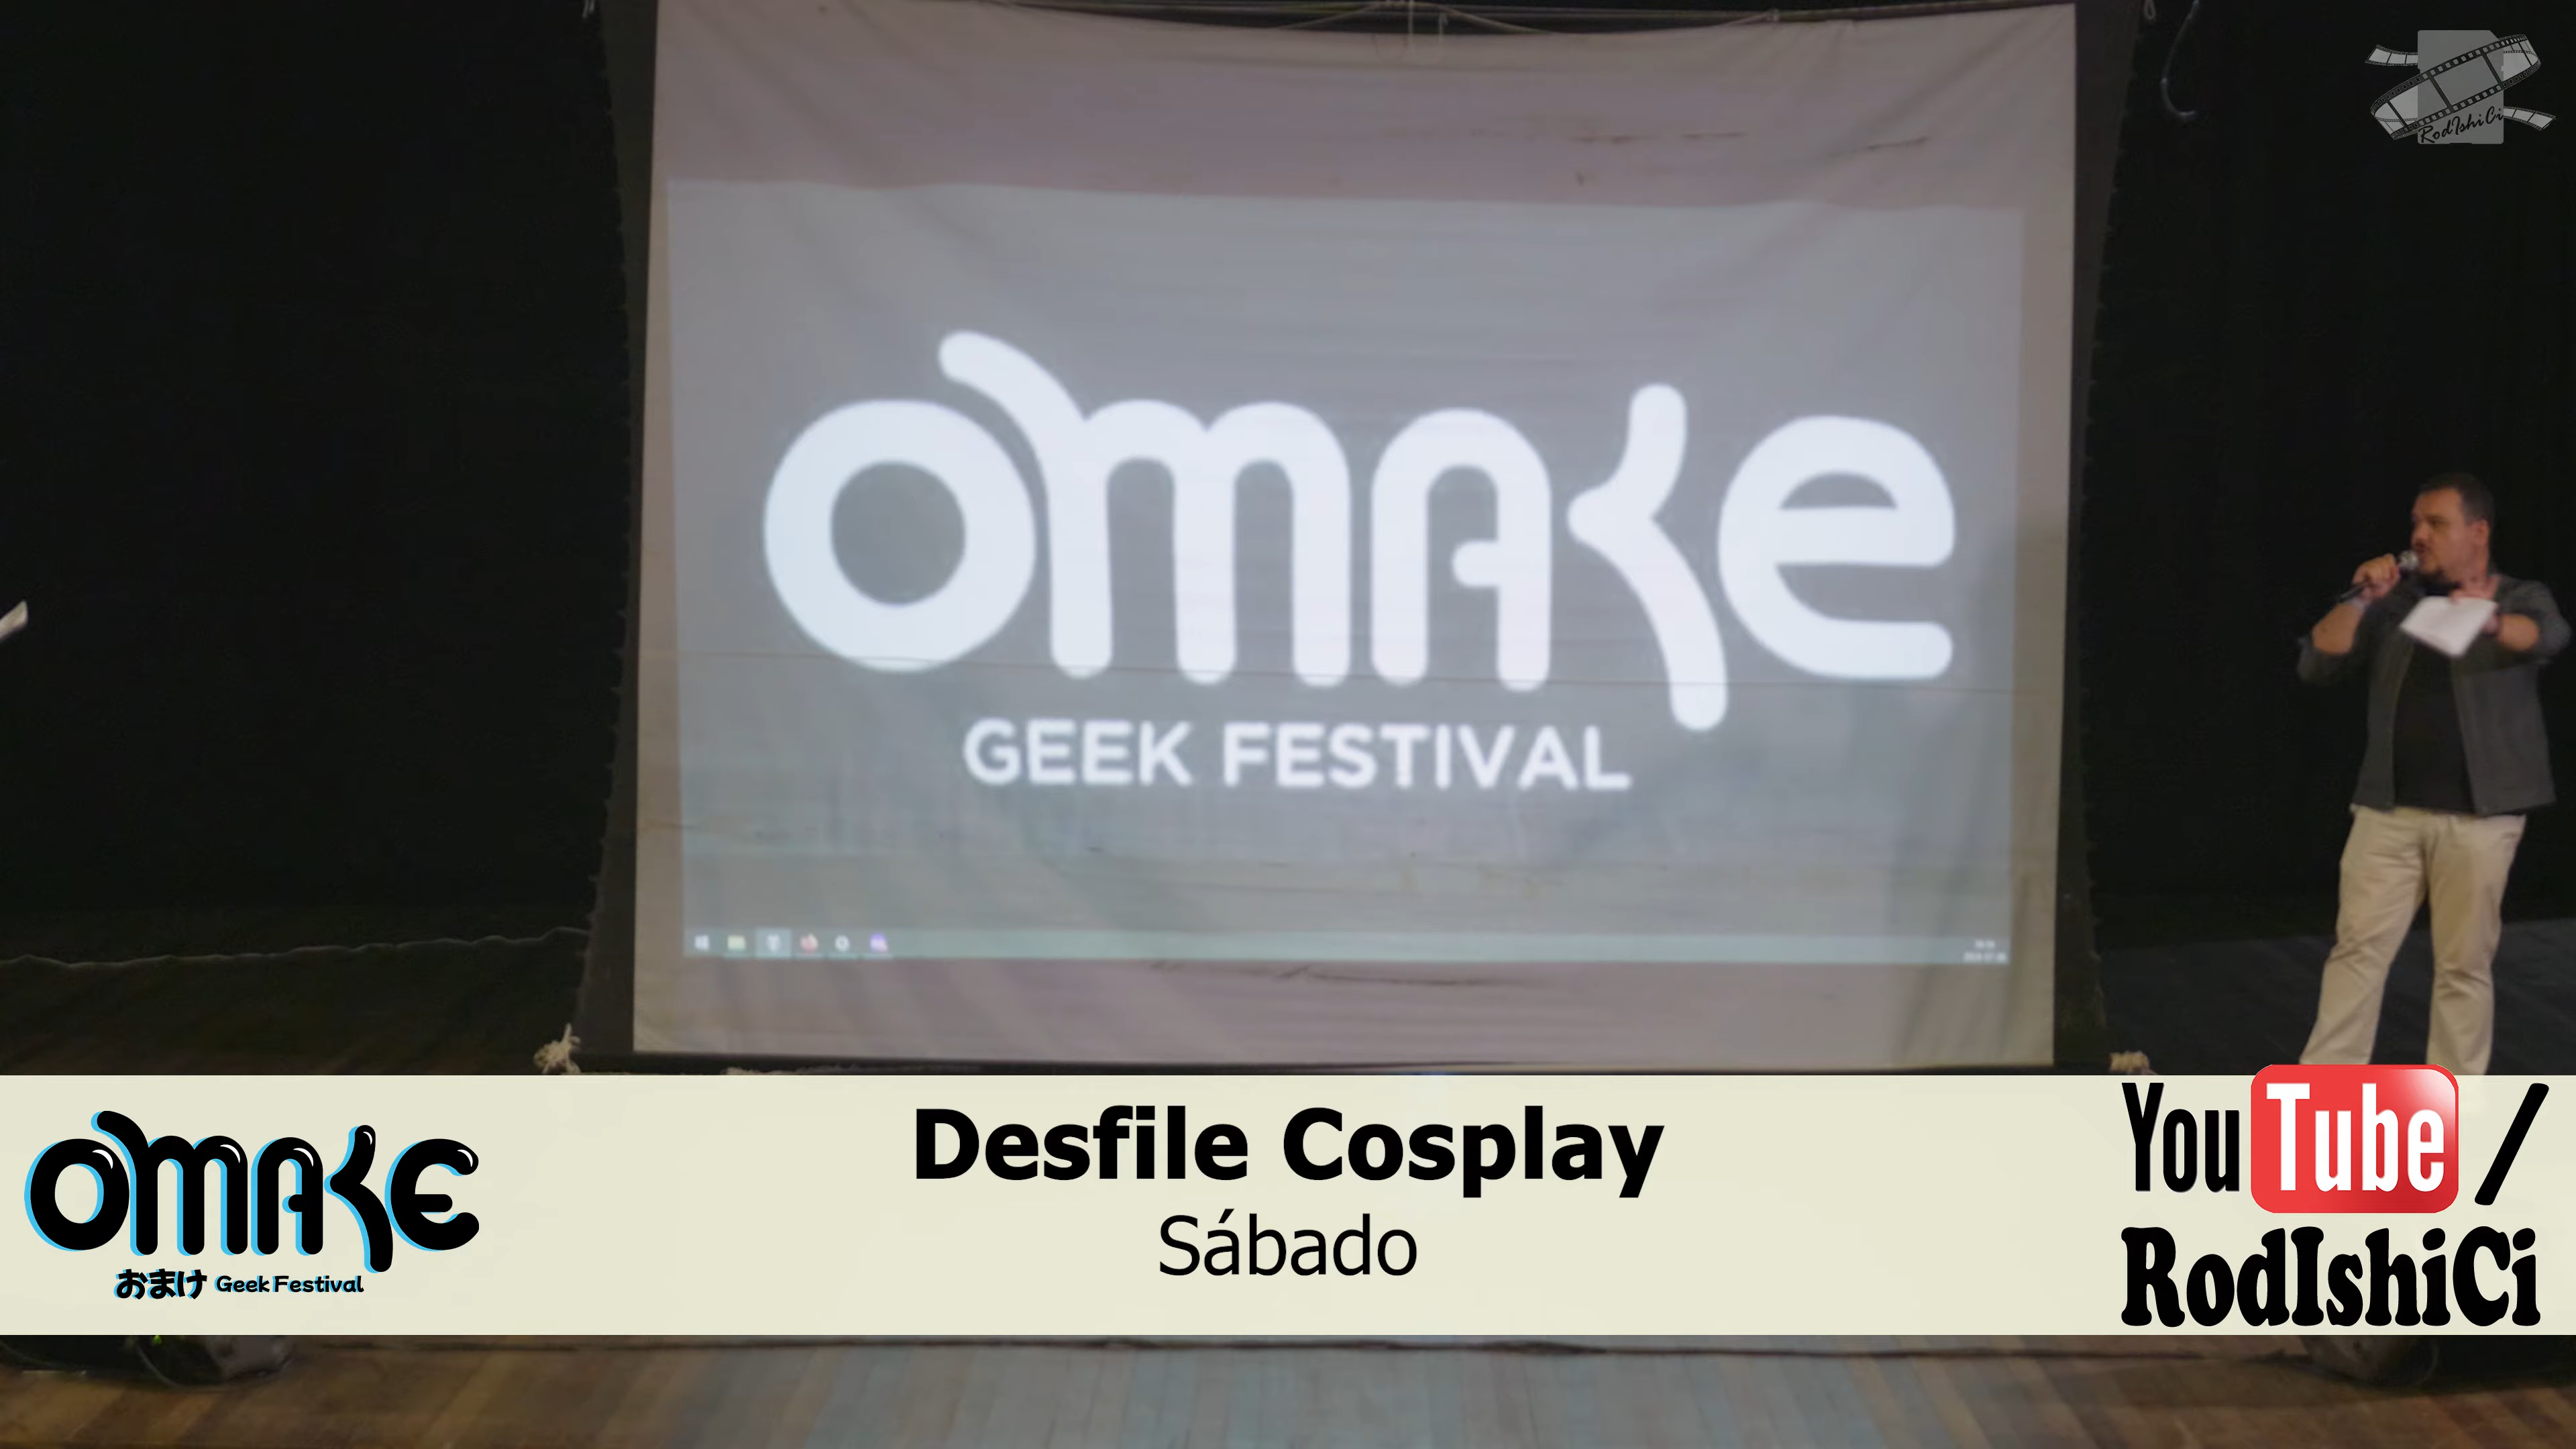 RodIshiCi
omake
GEEK FESTIVAL
omake
おまけ Geek Festival
Desfile Cosplay
Sábado
YouTube /
RodIshiCi